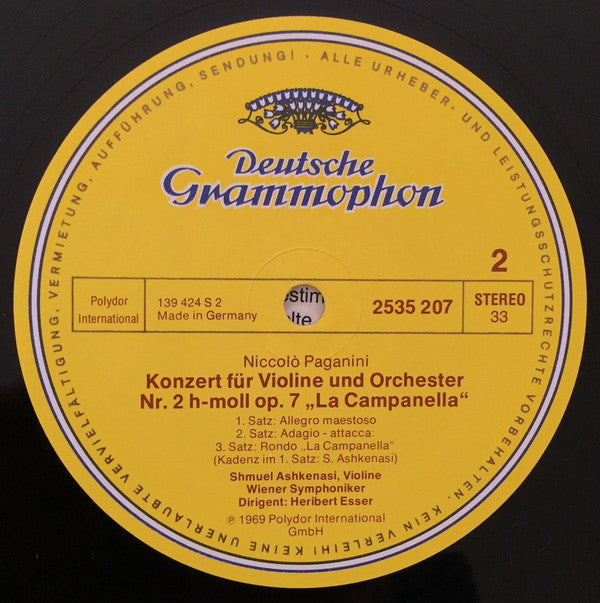 ALLE URHEBER- UND LEISTUNGSSCHUTZRECHTE VORBEHALTEN · KEIN VERLEIH! KEINE UNERLAUBTE VERVIELFÄLTIGUNG, VERMIETUNG, AUFFÜHRUNG, SENDUNG! ·
Deutsche
Grammophon
2
Polydor
International
139 424 S 2
Made in Germany
stim
olte
2535 207
STEREO
33
Niccolò Paganini
Konzert für Violine und Orchester
Nr. 2 h-moll op. 7 „La Campanella“
1. Satz: Allegro maestoso
2. Satz: Adagio - attacca:
3. Satz: Rondo „La Campanella“
(Kadenz im 1. Satz: S. Ashkenasi)
Shmuel Ashkenasi, Violine
Wiener Symphoniker
Dirigent: Heribert Esser
℗ 1969 Polydor International
GmbH